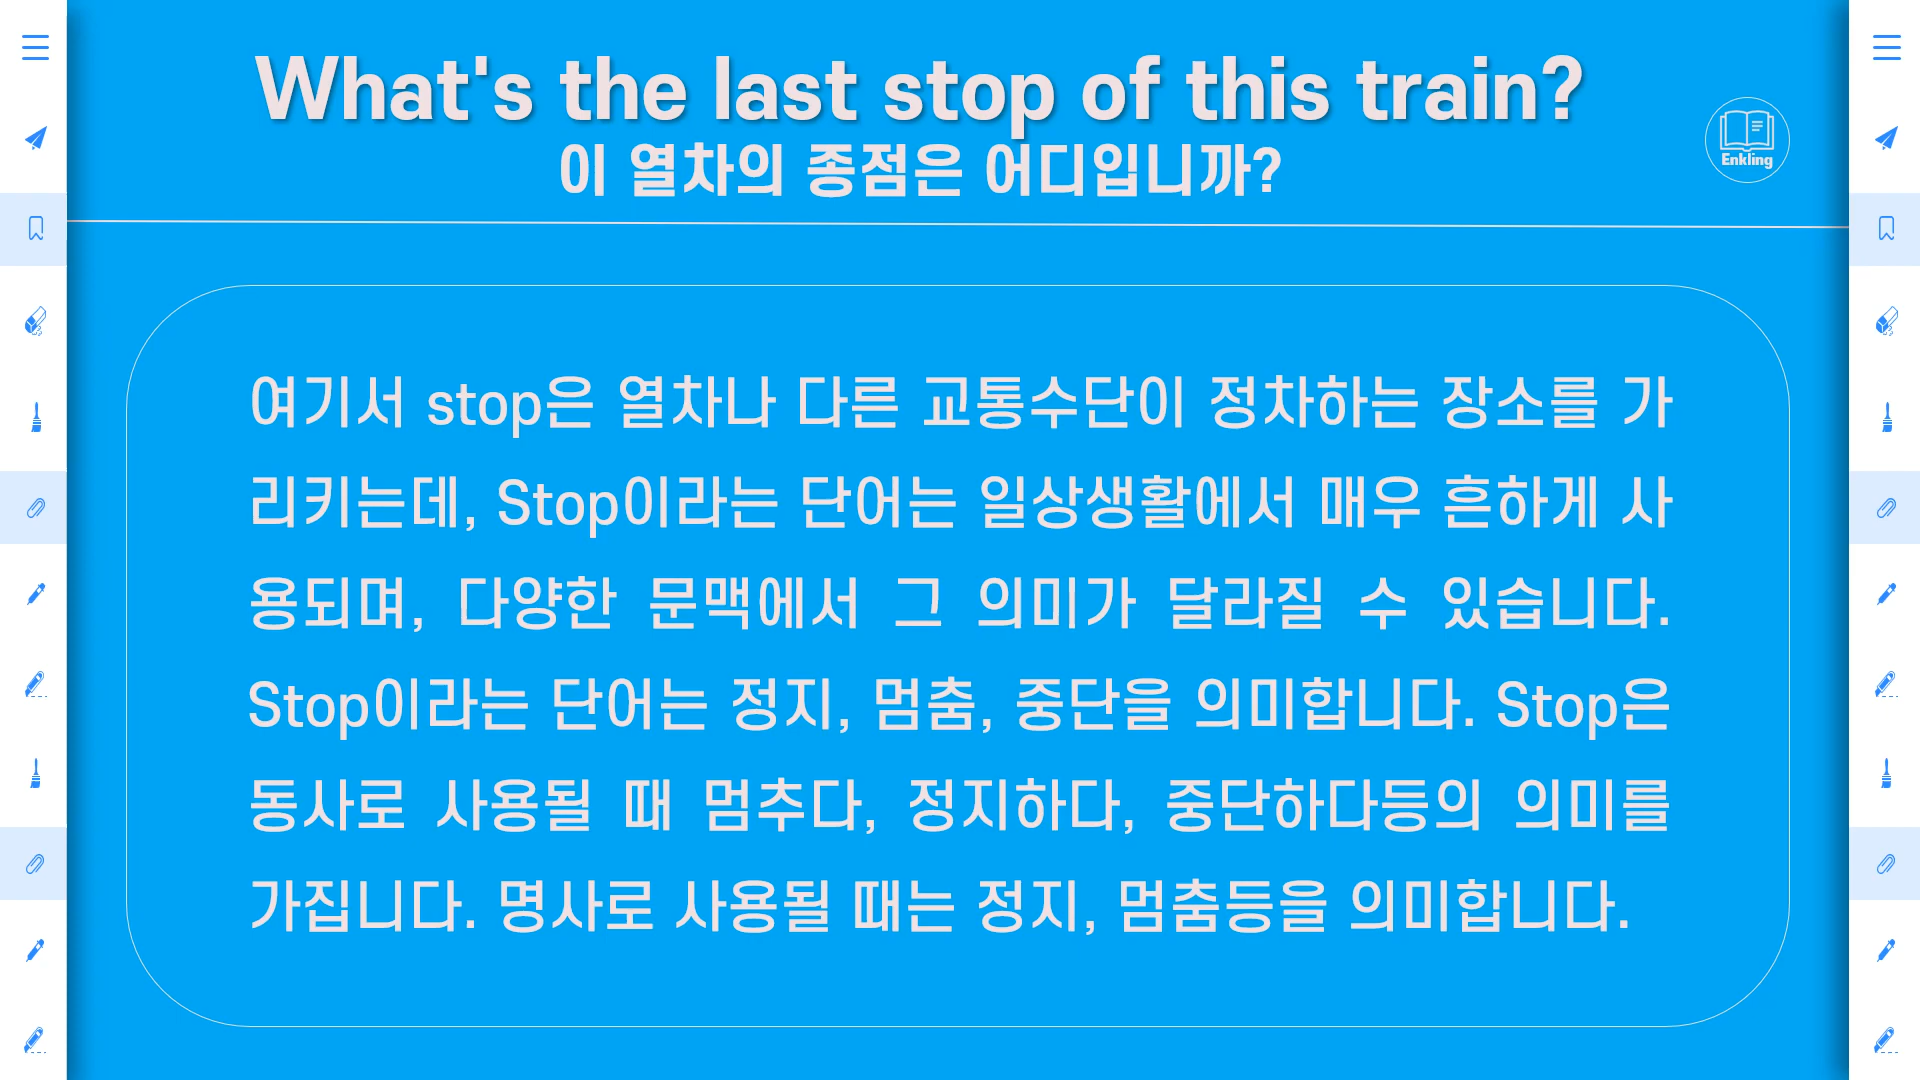 What's the last stop of this train?
이 열차의 종점은 어디입니까?
Enkling
여기서 stop은 열차나 다른 교통수단이 정차하는 장소를 가
리키는데, Stop이라는 단어는 일상생활에서 매우 흔하게 사
용되며, 다양한 문맥에서 그 의미가 달라질 수 있습니다.
Stop이라는 단어는 정지, 멈춤, 중단을 의미합니다. Stop은
동사로 사용될 때 멈추다, 정지하다, 중단하다등의 의미를
가집니다. 명사로 사용될 때는 정지, 멈춤등을 의미합니다.